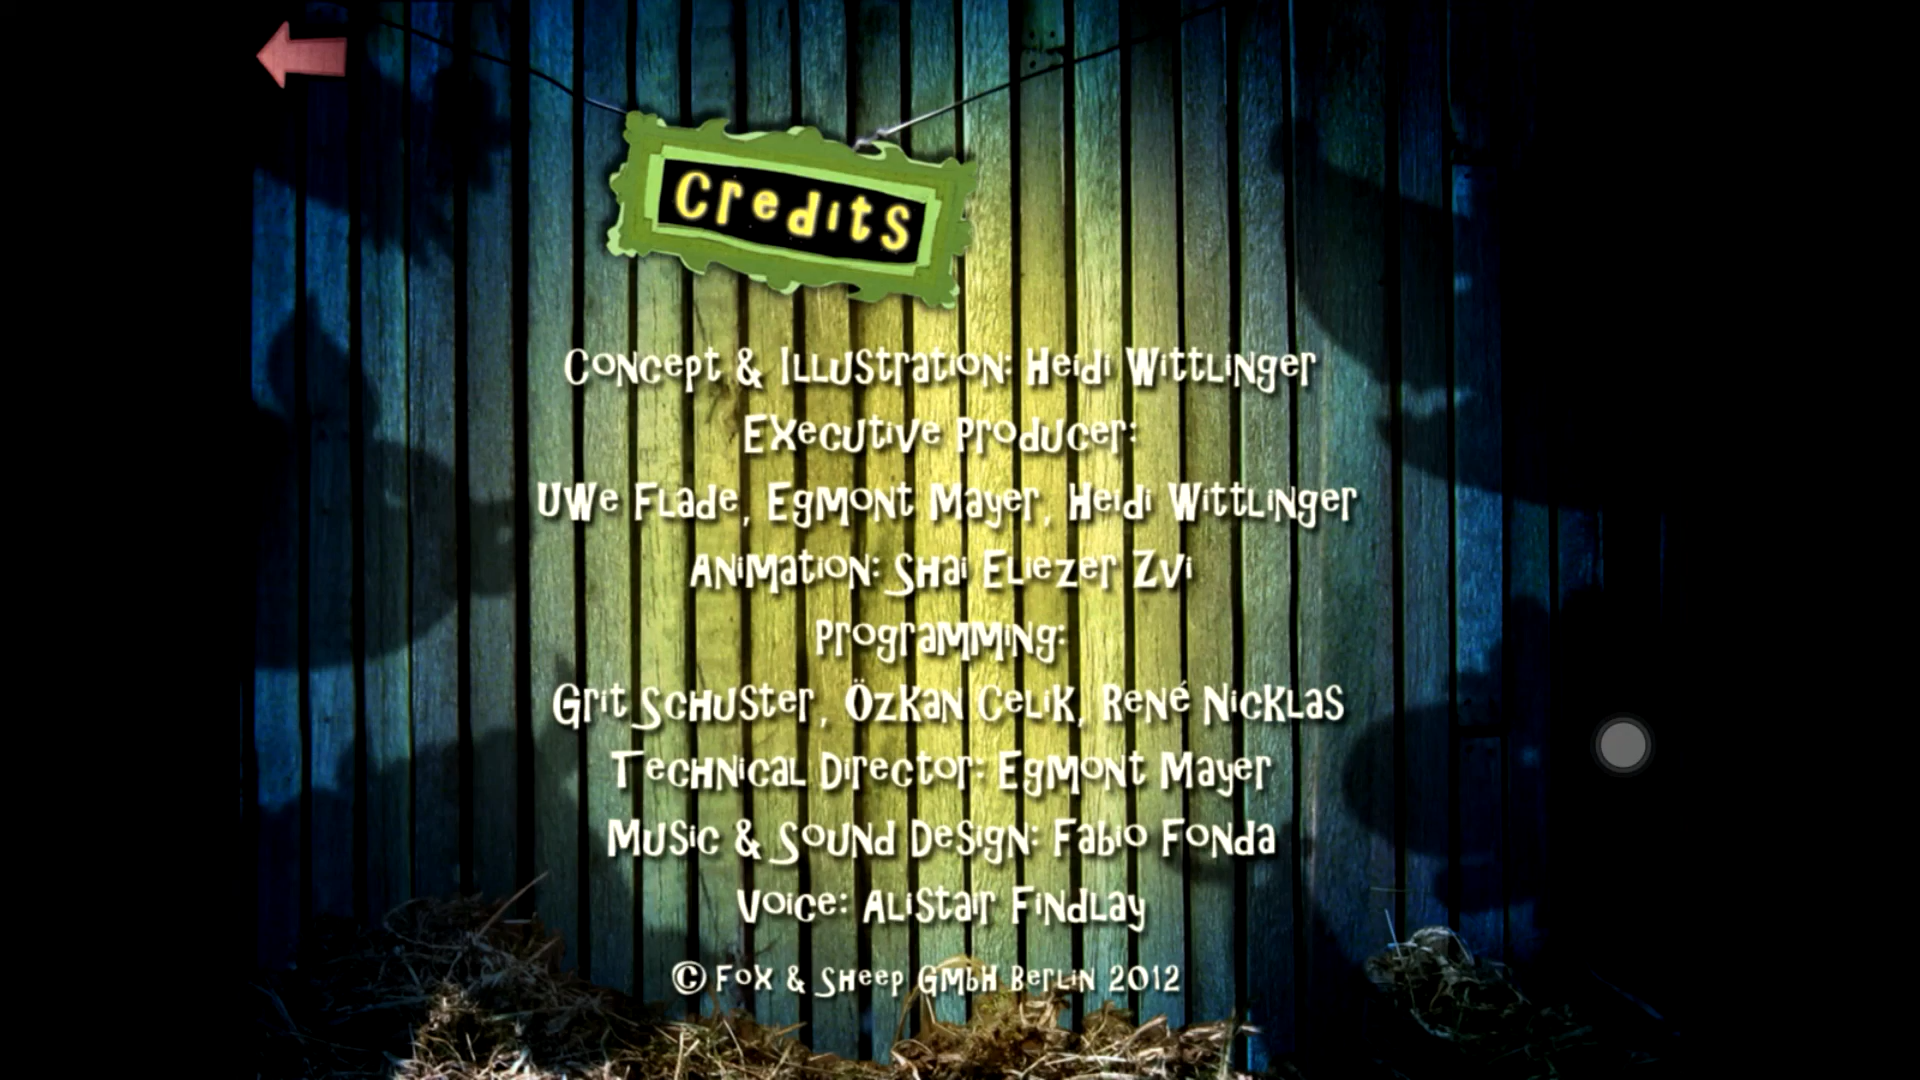 Credits
Concept & Illustration: Heidi Wittlinger
Executive Producer:
Uwe Flade, Egmont Mayer, Heidi Wittlinger
Animation: Shai Eliezer Zvi
Programming:
Grit Schuster, Özkan Celik, René Nicklas
Technical Director: Egmont Mayer
Music & Sound Design: Fabio Fonda
Voice: Alistair Findlay
© Fox & Sheep GmbH Berlin 2012